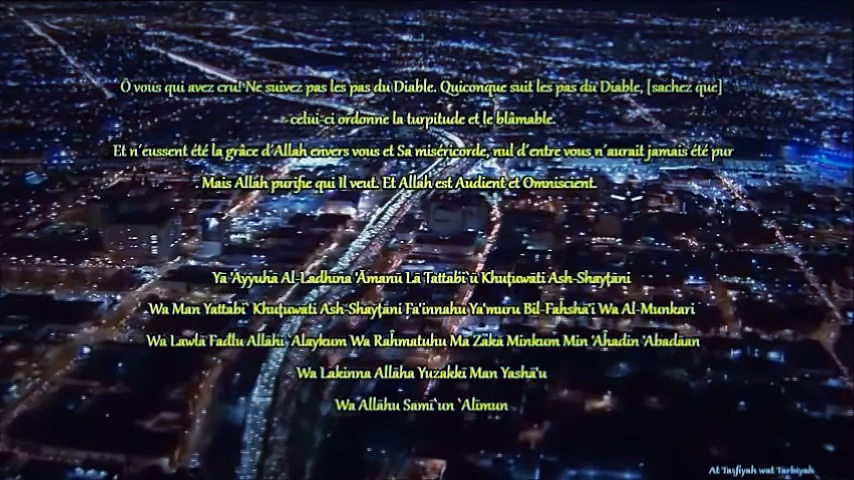 Ô vous qui avez cru! Ne suivez pas les pas du Diable. Quiconque suit les pas du Diable, [sachez que]
celui-ci ordonne la turpitude et le blâmable.
Et n´eussent été la grâce d´Allah envers vous et Sa miséricorde, nul d´entre vous n´aurait jamais été pur
. Mais Allah purifie qui Il veut. Et Allah est Audient et Omniscient.
Yā 'Ayyuhā Al-Ladhīna 'Āmanū Lā Tattabi`ū Khuţuwāti Ash-Shayţāni
Wa Man Yattabi` Khuţuwāti Ash-Shayţāni Fa'innahu Ya'muru Bil-Faĥshā'i Wa Al-Munkari
Wa Lawlā Fađlu Allāhi `Alaykum Wa Raĥmatuhu Mā Zakā Minkum Min 'Aĥadin 'Abadāan
Wa Lakinna Allāha Yuzakkī Man Yashā'u
Wa Allāhu Samī`un `Alīmun
At Tasfiyah wat Tarbiyah